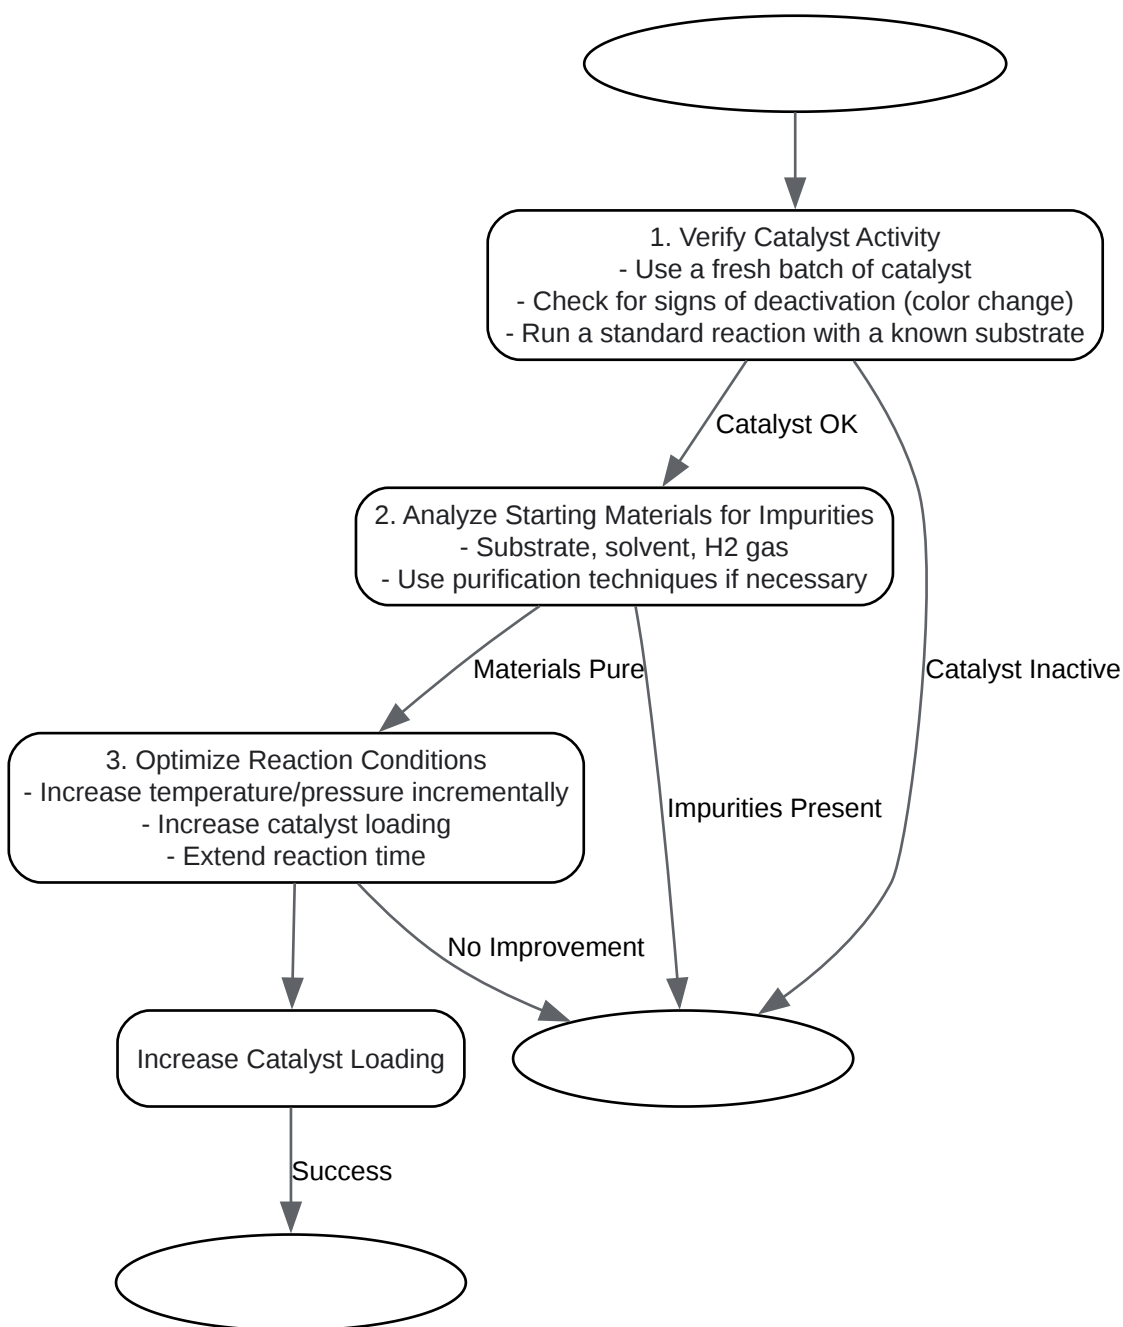 1. Verify Catalyst Activity
- Use a fresh batch of catalyst
- Check for signs of deactivation (color change)
- Run a standard reaction with a known substrate
Catalyst OK
2. Analyze Starting Materials for Impurities
- Substrate, solvent, H2 gas
- Use purification techniques if necessary
Materials Pure
Catalyst Inactive
3. Optimize Reaction Conditions
- Increase temperature/pressure incrementally
- Increase catalyst loading
- Extend reaction time
Impurities Present
No Improvement
Increase Catalyst Loading
Success